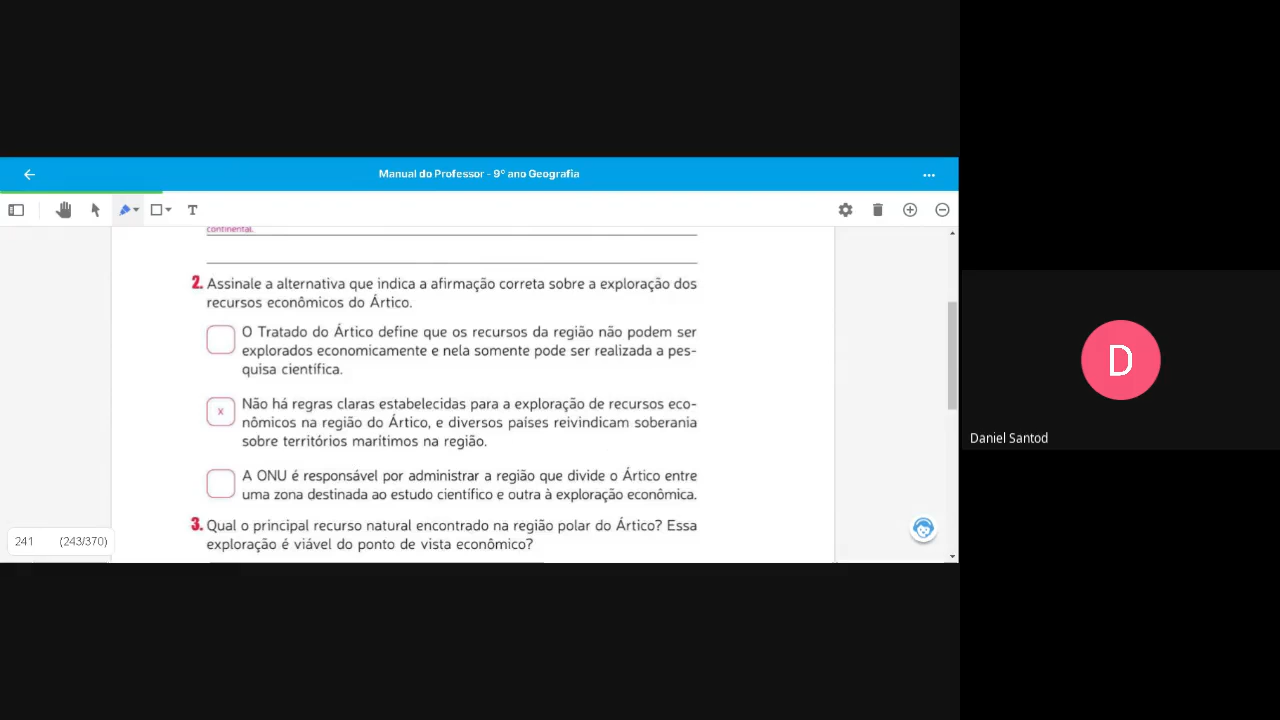 Manual do Professor - 9º ano Geografia
T
continental.
2. Assinale a alternativa que indica a afirmação correta sobre a exploração dos
recursos econômicos do Ártico.
O Tratado do Ártico define que os recursos da região não podem ser
explorados economicamente e nela somente pode ser realizada a pes-
quisa científica.
x Não há regras claras estabelecidas para a exploração de recursos eco-
nômicos na região do Ártico, e diversos países reivindicam soberania
sobre territórios marítimos na região.
A ONU é responsável por administrar a região que divide o Ártico entre
uma zona destinada ao estudo científico e outra à exploração econômica.
3. Qual o principal recurso natural encontrado na região polar do Ártico? Essa
exploração é viável do ponto de vista econômico?
241 (243/370)
D
Daniel Santod